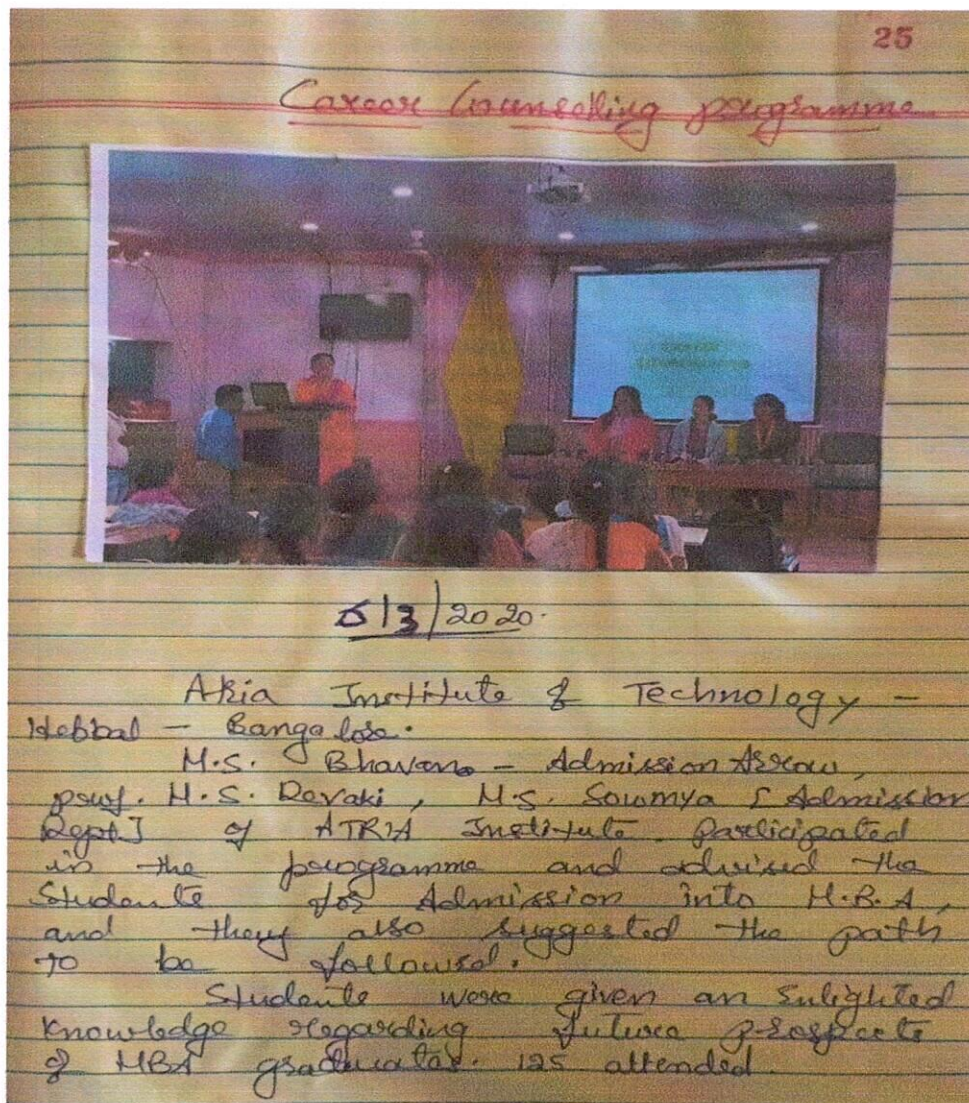 25
Career Counselling programme
5/3/2020.
Atria Institute of Technology -
Hebbal - Bangalore.
M.S. Bhavana - Admission
prof. M.S. Devaki, M.S. Sowmya [Admission
Dept.] of ATRIA Institute Participated
in the programme and advised the
Students for Admission into M.B.A,
and they also suggested the path
to be followed.
Students were given an enlighted
knowledge regarding future prospects
of MBA graduates. 125 attended.